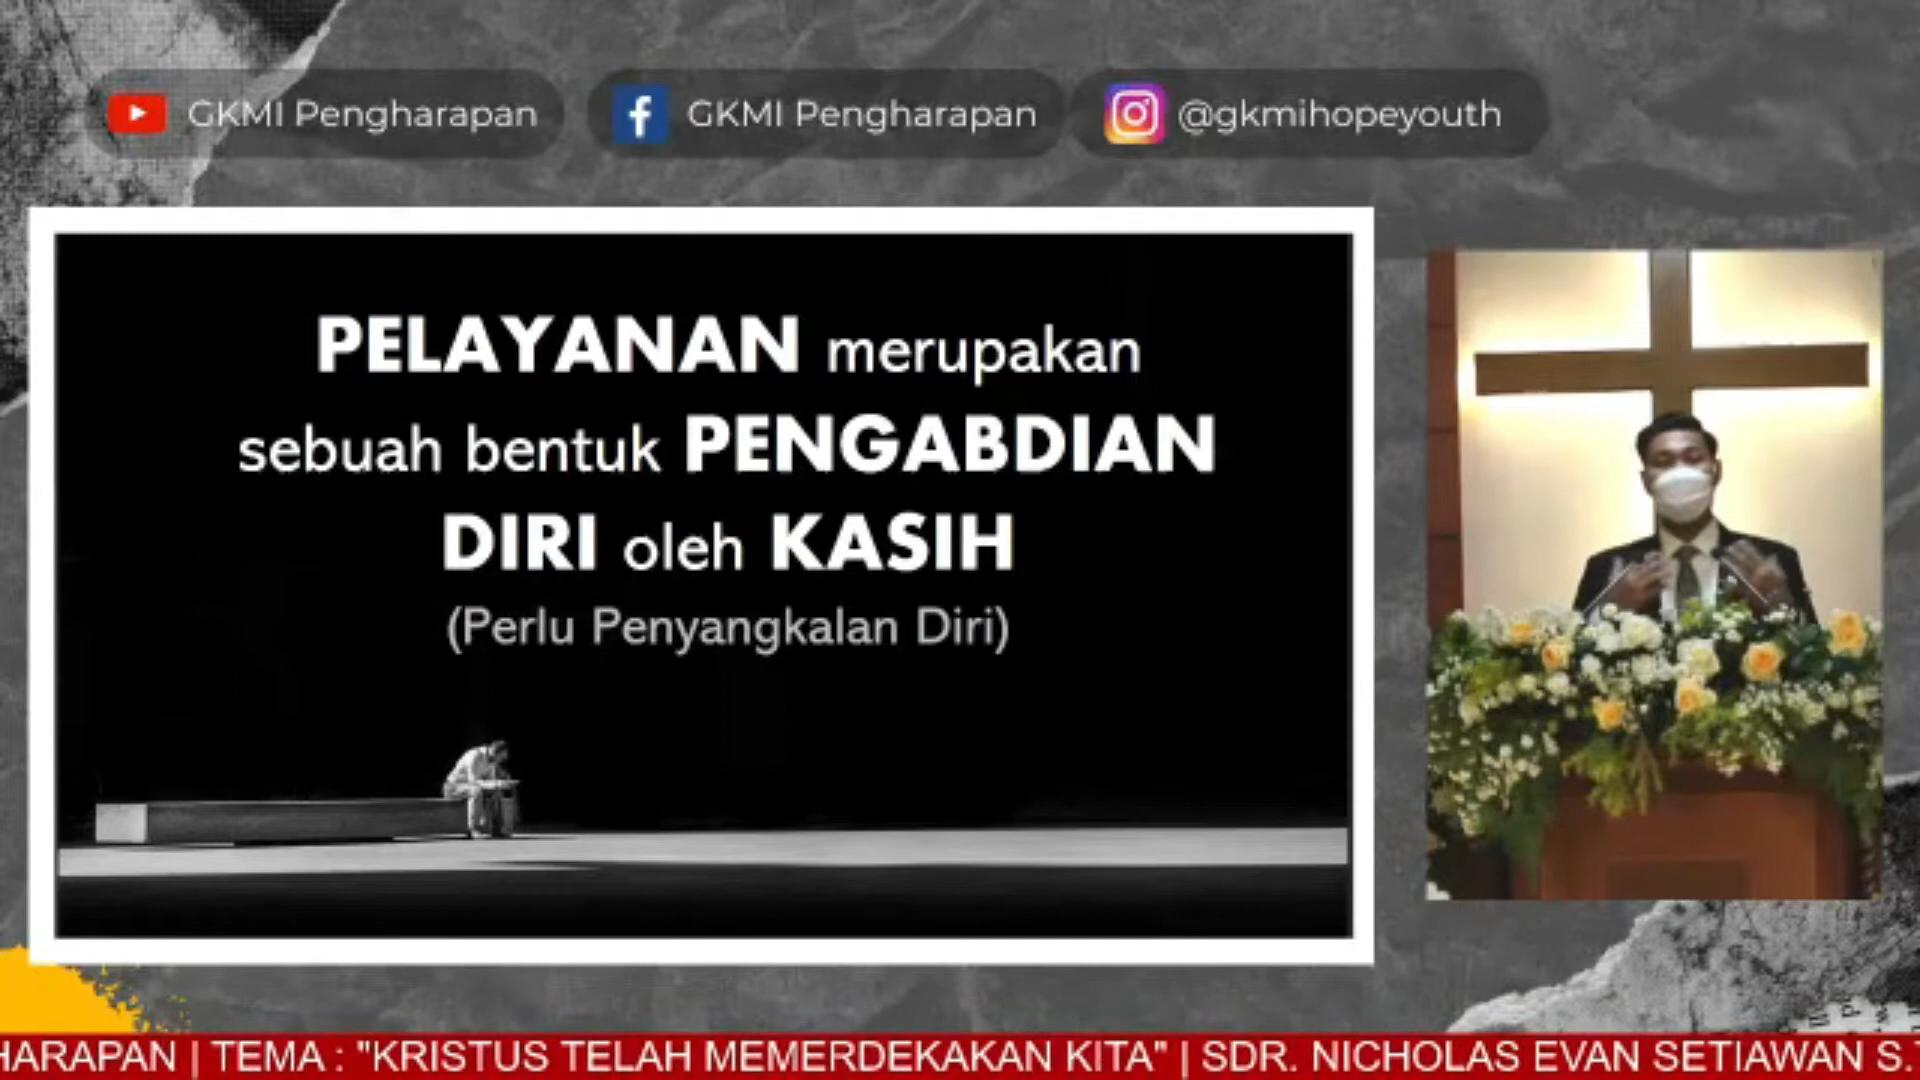 GKMI Pengharapan
GKMI Pengharapan
@gkmihopeyouth
PELAYANAN merupakan
sebuah bentuk PENGABDIAN
DIRI oleh KASIH
(Perlu Penyangkalan Diri)
HARAPAN | TEMA : "KRISTUS TELAH MEMERDEKAKAN KITA" | SDR. NICHOLAS EVAN SETIAWAN S.